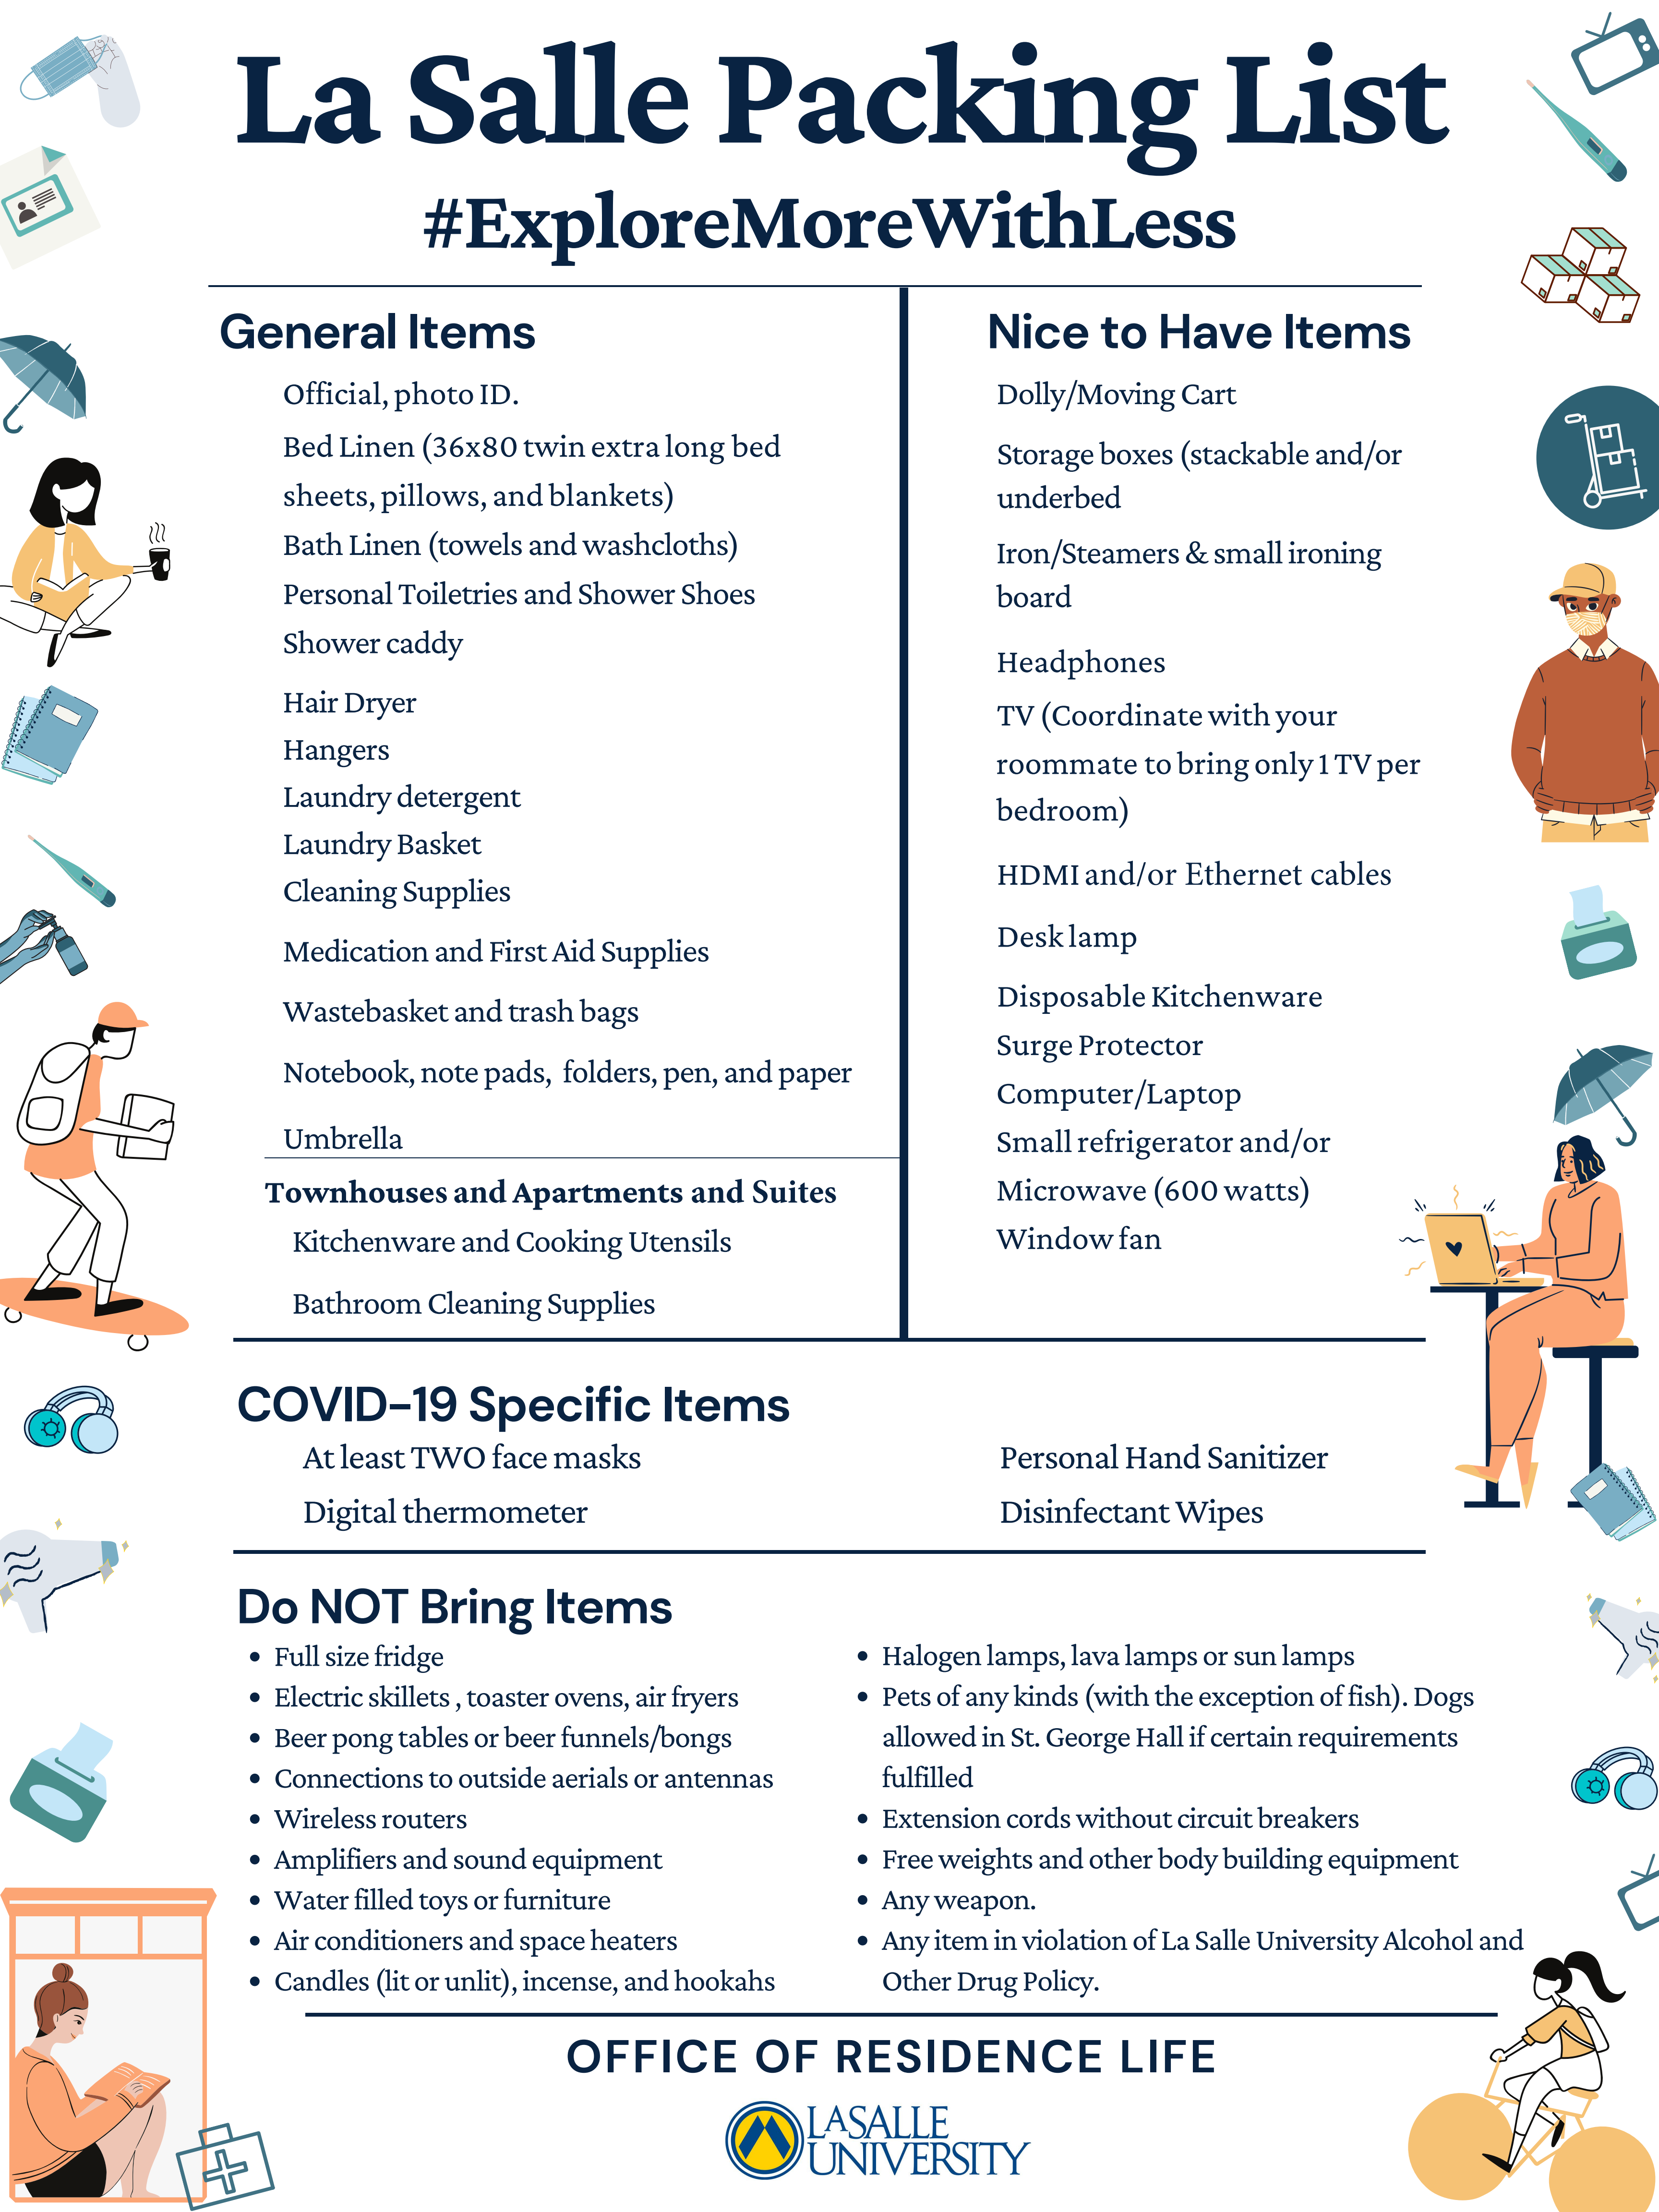 La Salle Packing List
#ExploreMoreWithLess
General Items
Official, photo ID.
Bed Linen (36x80 twin extra long bed
sheets, pillows, and blankets)
Bath Linen (towels and washcloths)
Personal Toiletries and Shower Shoes
Shower caddy
Hair Dryer
Hangers
Laundry detergent
Laundry Basket
Cleaning Supplies
Medication and First Aid Supplies
Wastebasket and trash bags
Notebook, note pads, folders, pen, and paper
Umbrella
Townhouses and Apartments and Suites
Kitchenware and Cooking Utensils
Bathroom Cleaning Supplies
Nice to Have Items
Dolly/Moving Cart
Storage boxes (stackable and/or
underbed
Iron/Steamers & small ironing
board
Headphones
TV (Coordinate with your
roommate to bring only 1 TV per
bedroom)
HDMI and/or Ethernet cables
Desk lamp
Disposable Kitchenware
Surge Protector
Computer/Laptop
Small refrigerator and/or
Microwave (600 watts)
Window fan
COVID-19 Specific Items
At least TWO face masks
Digital thermometer
Personal Hand Sanitizer
Disinfectant Wipes
Do NOT Bring Items
• Full size fridge
• Electric skillets , toaster ovens, air fryers
• Beer pong tables or beer funnels/bongs
• Connections to outside aerials or antennas
• Wireless routers
• Amplifiers and sound equipment
• Water filled toys or furniture
• Air conditioners and space heaters
• Candles (lit or unlit), incense, and hookahs
• Halogen lamps, lava lamps or sun lamps
• Pets of any kinds (with the exception of fish). Dogs
allowed in St. George Hall if certain requirements
fulfilled
• Extension cords without circuit breakers
• Free weights and other body building equipment
• Any weapon.
• Any item in violation of La Salle University Alcohol and
Other Drug Policy.
OFFICE OF RESIDENCE LIFE
LASALLE
UNIVERSITY